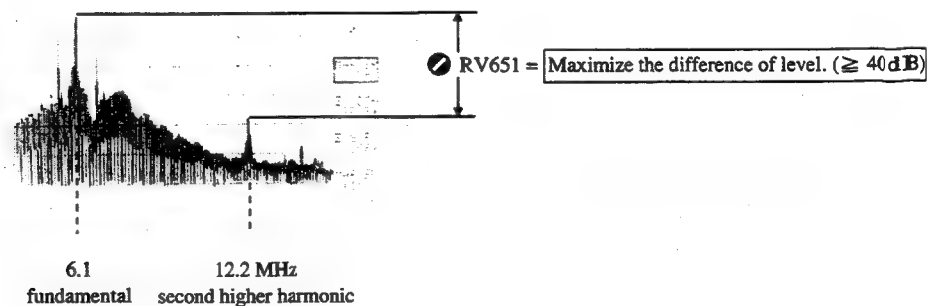 RV651 = Maximize the difference of level. (≧ 40dB)
6.1 12.2 MHz
fundamental second higher harmonic